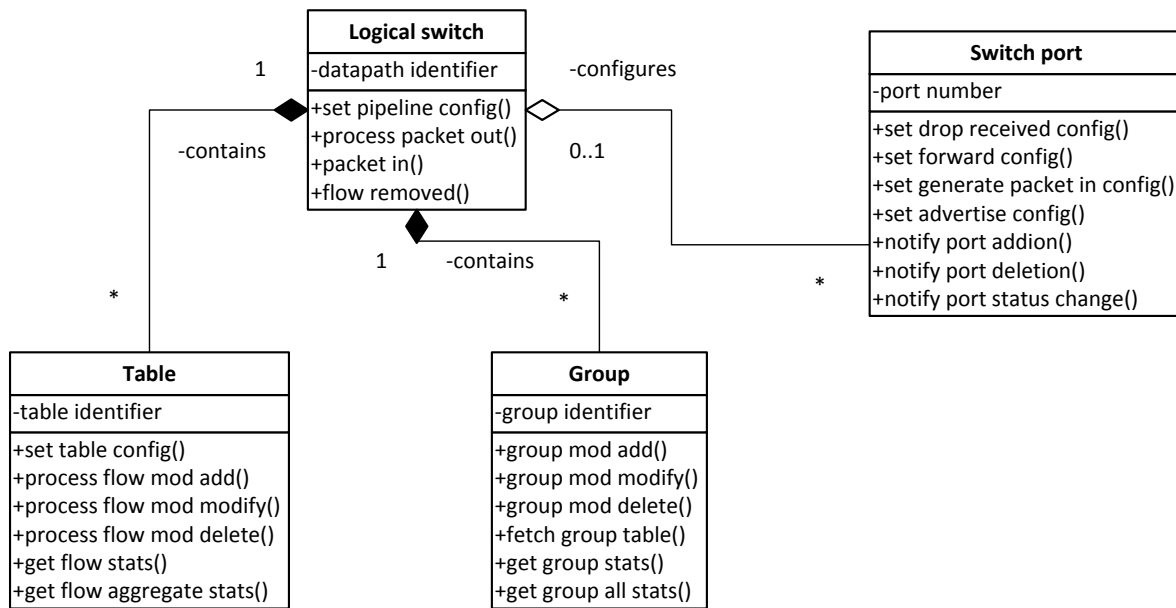 Logical switch
-datapath identifier
+set pipeline config()
+process packet out()
+packet in()
+flow removed()
1
-contains
*
-configures
0..1
*
Switch port
-port number
+set drop received config()
+set forward config()
+set generate packet in config()
+set advertise config()
+notify port addion()
+notify port deletion()
+notify port status change()
1
-contains
*
Table
-table identifier
+set table config()
+process flow mod add()
+process flow mod modify()
+process flow mod delete()
+get flow stats()
+get flow aggregate stats()
Group
-group identifier
+group mod add()
+group mod modify()
+group mod delete()
+fetch group table()
+get group stats()
+get group all stats()